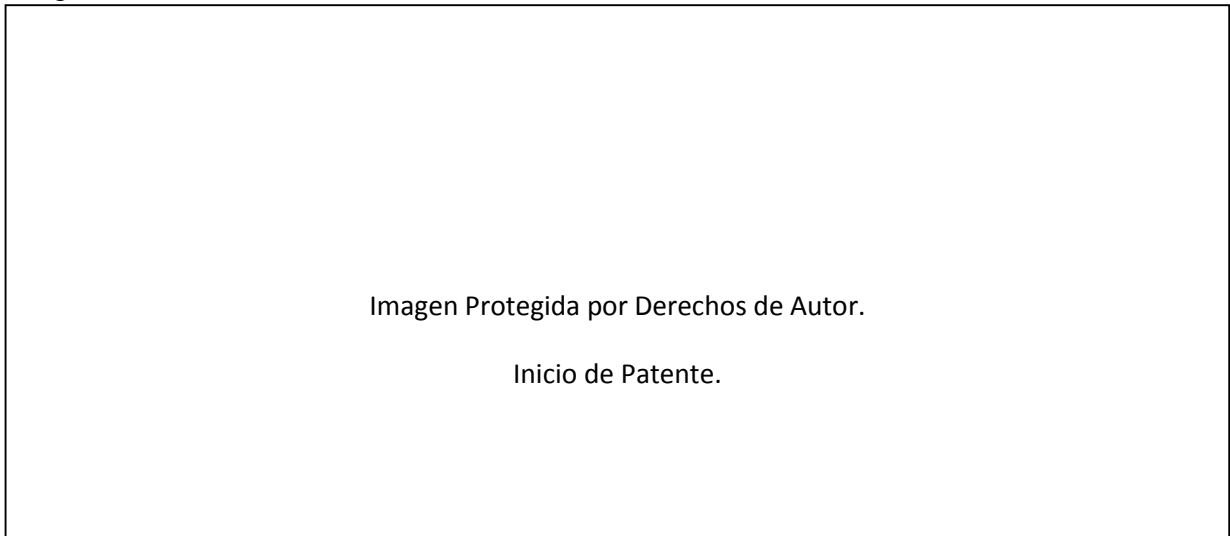 Imagen Protegida por Derechos de Autor.
Inicio de Patente.